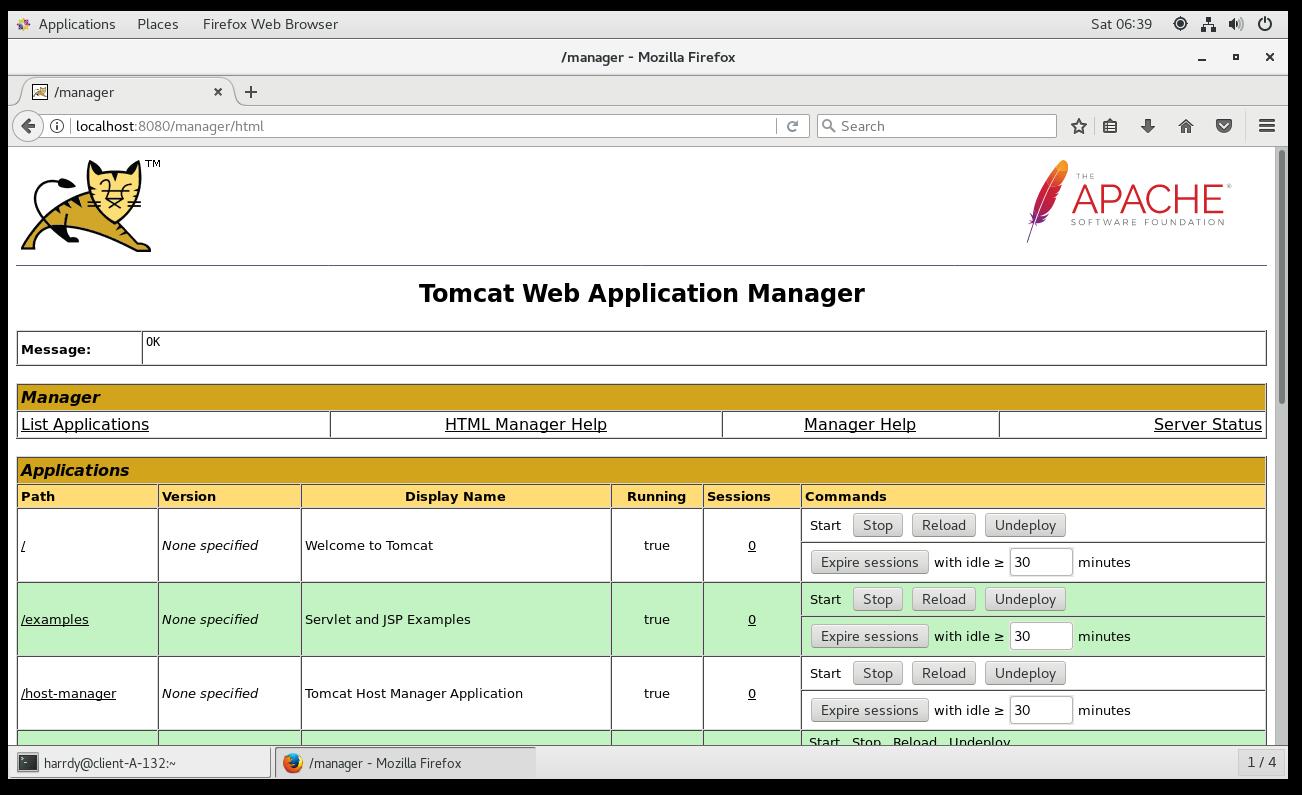 Applications Places Firefox Web Browser Sat 06:39
/manager - Mozilla Firefox
/manager
localhost:8080/manager/html Search
TM
THE
APACHE®
SOFTWARE FOUNDATION
Tomcat Web Application Manager
Message: OK
Manager
List Applications HTML Manager Help Manager Help Server Status
Applications
Path Version Display Name Running Sessions Commands
Start Stop Reload Undeploy
/ None specified Welcome to Tomcat true 0
Expire sessions with idle ≥ 30 minutes
Start Stop Reload Undeploy
/examples None specified Servlet and JSP Examples true 0
Expire sessions with idle ≥ 30 minutes
Start Stop Reload Undeploy
/host-manager None specified Tomcat Host Manager Application true 0
Expire sessions with idle ≥ 30 minutes
Start Stop Reload Undeploy
harrdy@client-A-132:~ /manager - Mozilla Firefox 1 / 4